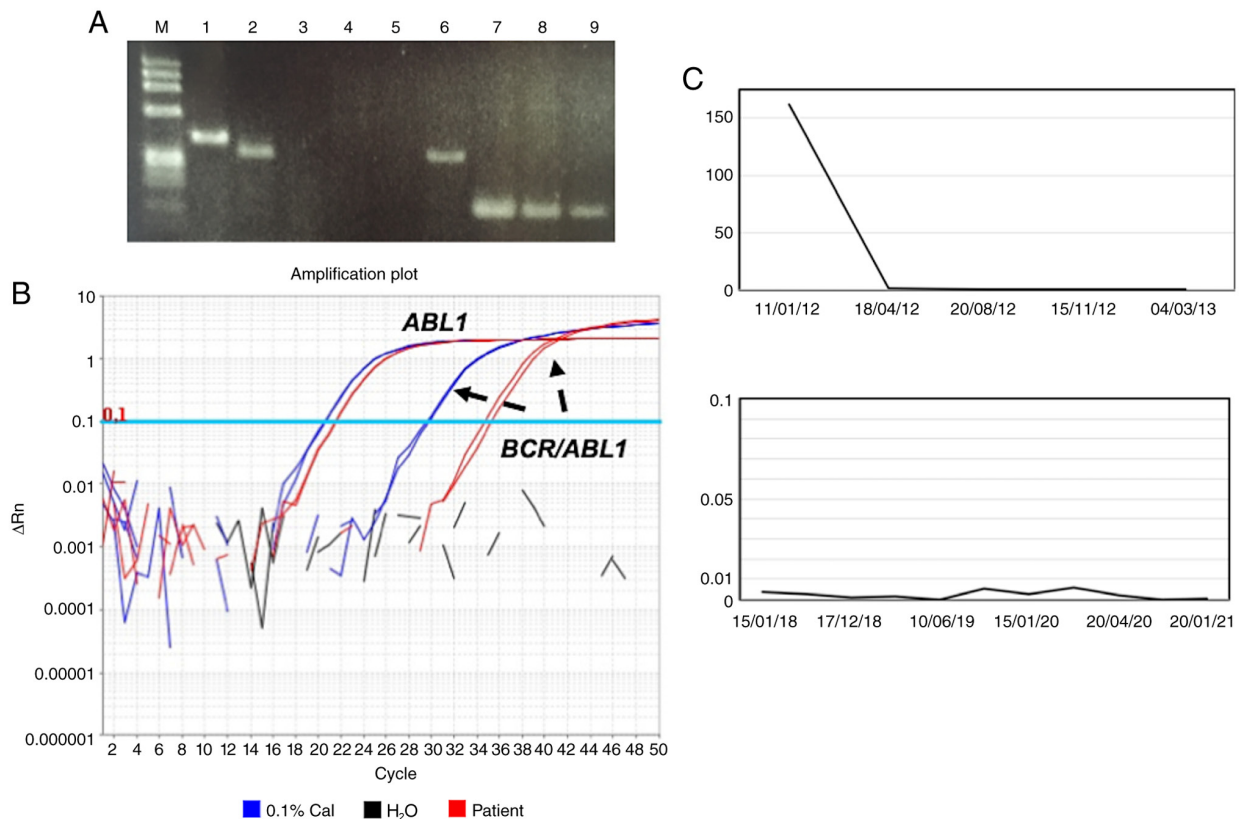 A
M 1 2 3 4 5 6 7 8 9
B
Amplification plot
10
1
0.1
0.01
0.001
0.0001
0.00001
0.000001
ΔRn
0,1
ABL1
BCR/ABL1
2 4 6 8 10 12 14 16 18 20 22 24 26 28 30 32 34 36 38 40 42 44 46 48 50
Cycle
0.1% Cal H₂O Patient
C
150
100
50
0
11/01/12 18/04/12 20/08/12 15/11/12 04/03/13
0.1
0.05
0.01
0
15/01/18 17/12/18 10/06/19 15/01/20 20/04/20 20/01/21